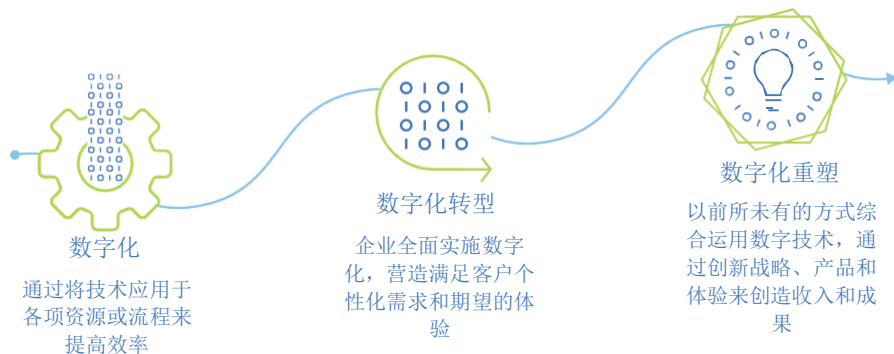 数字化
通过将技术应用于
各项资源或流程来
提高效率
数字化转型
企业全面实施数字
化，营造满足客户个
性化需求和期望的体
验
数字化重塑
以前所未有的方式综
合运用数字技术，通
过创新战略、产品和
体验来创造收入和成
果